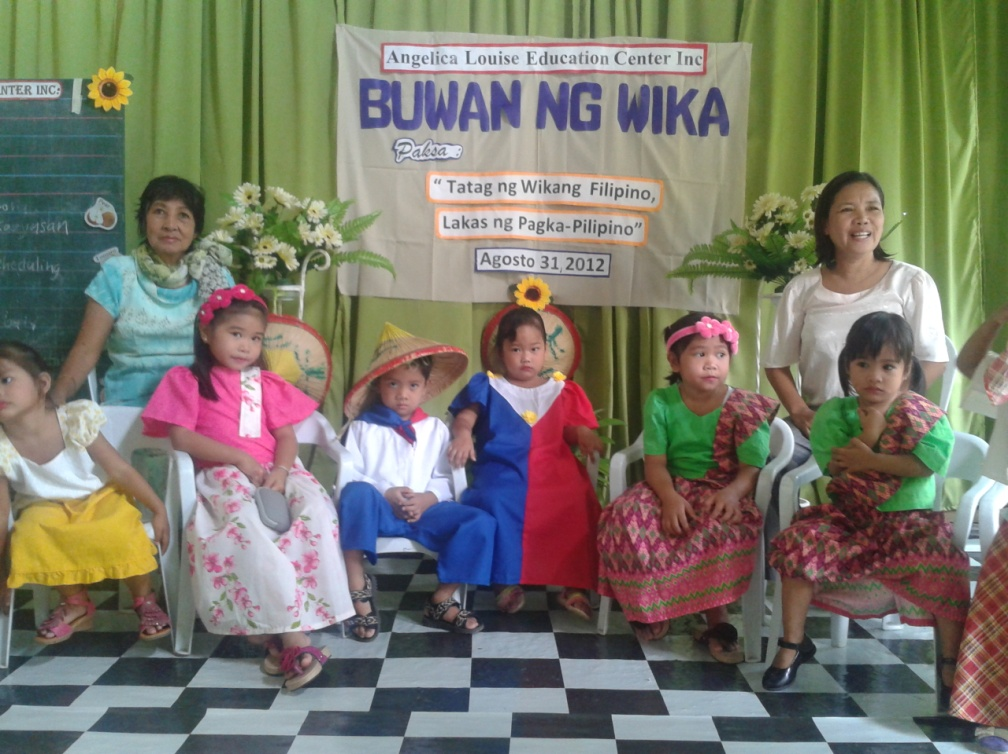 NTER INC.
Angelica Louise Education Center Inc
BUWAN NG WIKA
Paksa :
“ Tatag ng Wikang Filipino,
Lakas ng Pagka-Pilipino”
Agosto 31, 2012